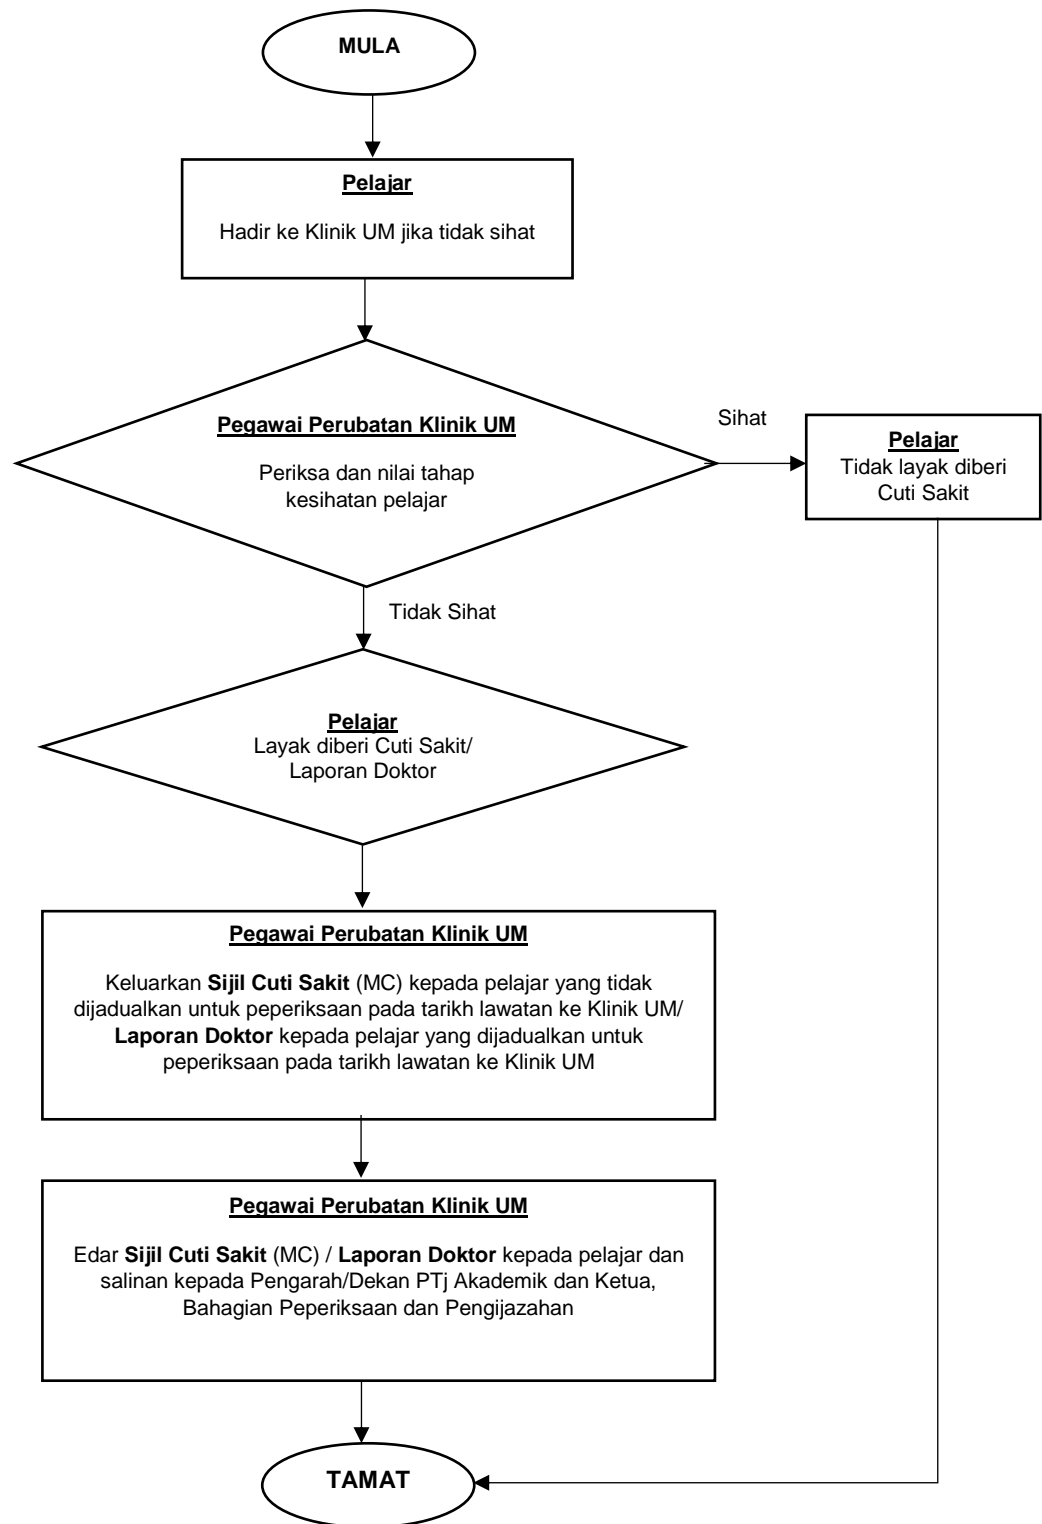 MULA
Pelajar
Hadir ke Klinik UM jika tidak sihat
Pegawai Perubatan Klinik UM
Periksa dan nilai tahap
kesihatan pelajar
Sihat
Pelajar
Tidak layak diberi
Cuti Sakit
Tidak Sihat
Pelajar
Layak diberi Cuti Sakit/
Laporan Doktor
Pegawai Perubatan Klinik UM
Keluarkan Sijil Cuti Sakit (MC) kepada pelajar yang tidak
dijadualkan untuk peperiksaan pada tarikh lawatan ke Klinik UM/
Laporan Doktor kepada pelajar yang dijadualkan untuk
peperiksaan pada tarikh lawatan ke Klinik UM
Pegawai Perubatan Klinik UM
Edar Sijil Cuti Sakit (MC) / Laporan Doktor kepada pelajar dan
salinan kepada Pengarah/Dekan PTj Akademik dan Ketua,
Bahagian Peperiksaan dan Pengijazahan
TAMAT